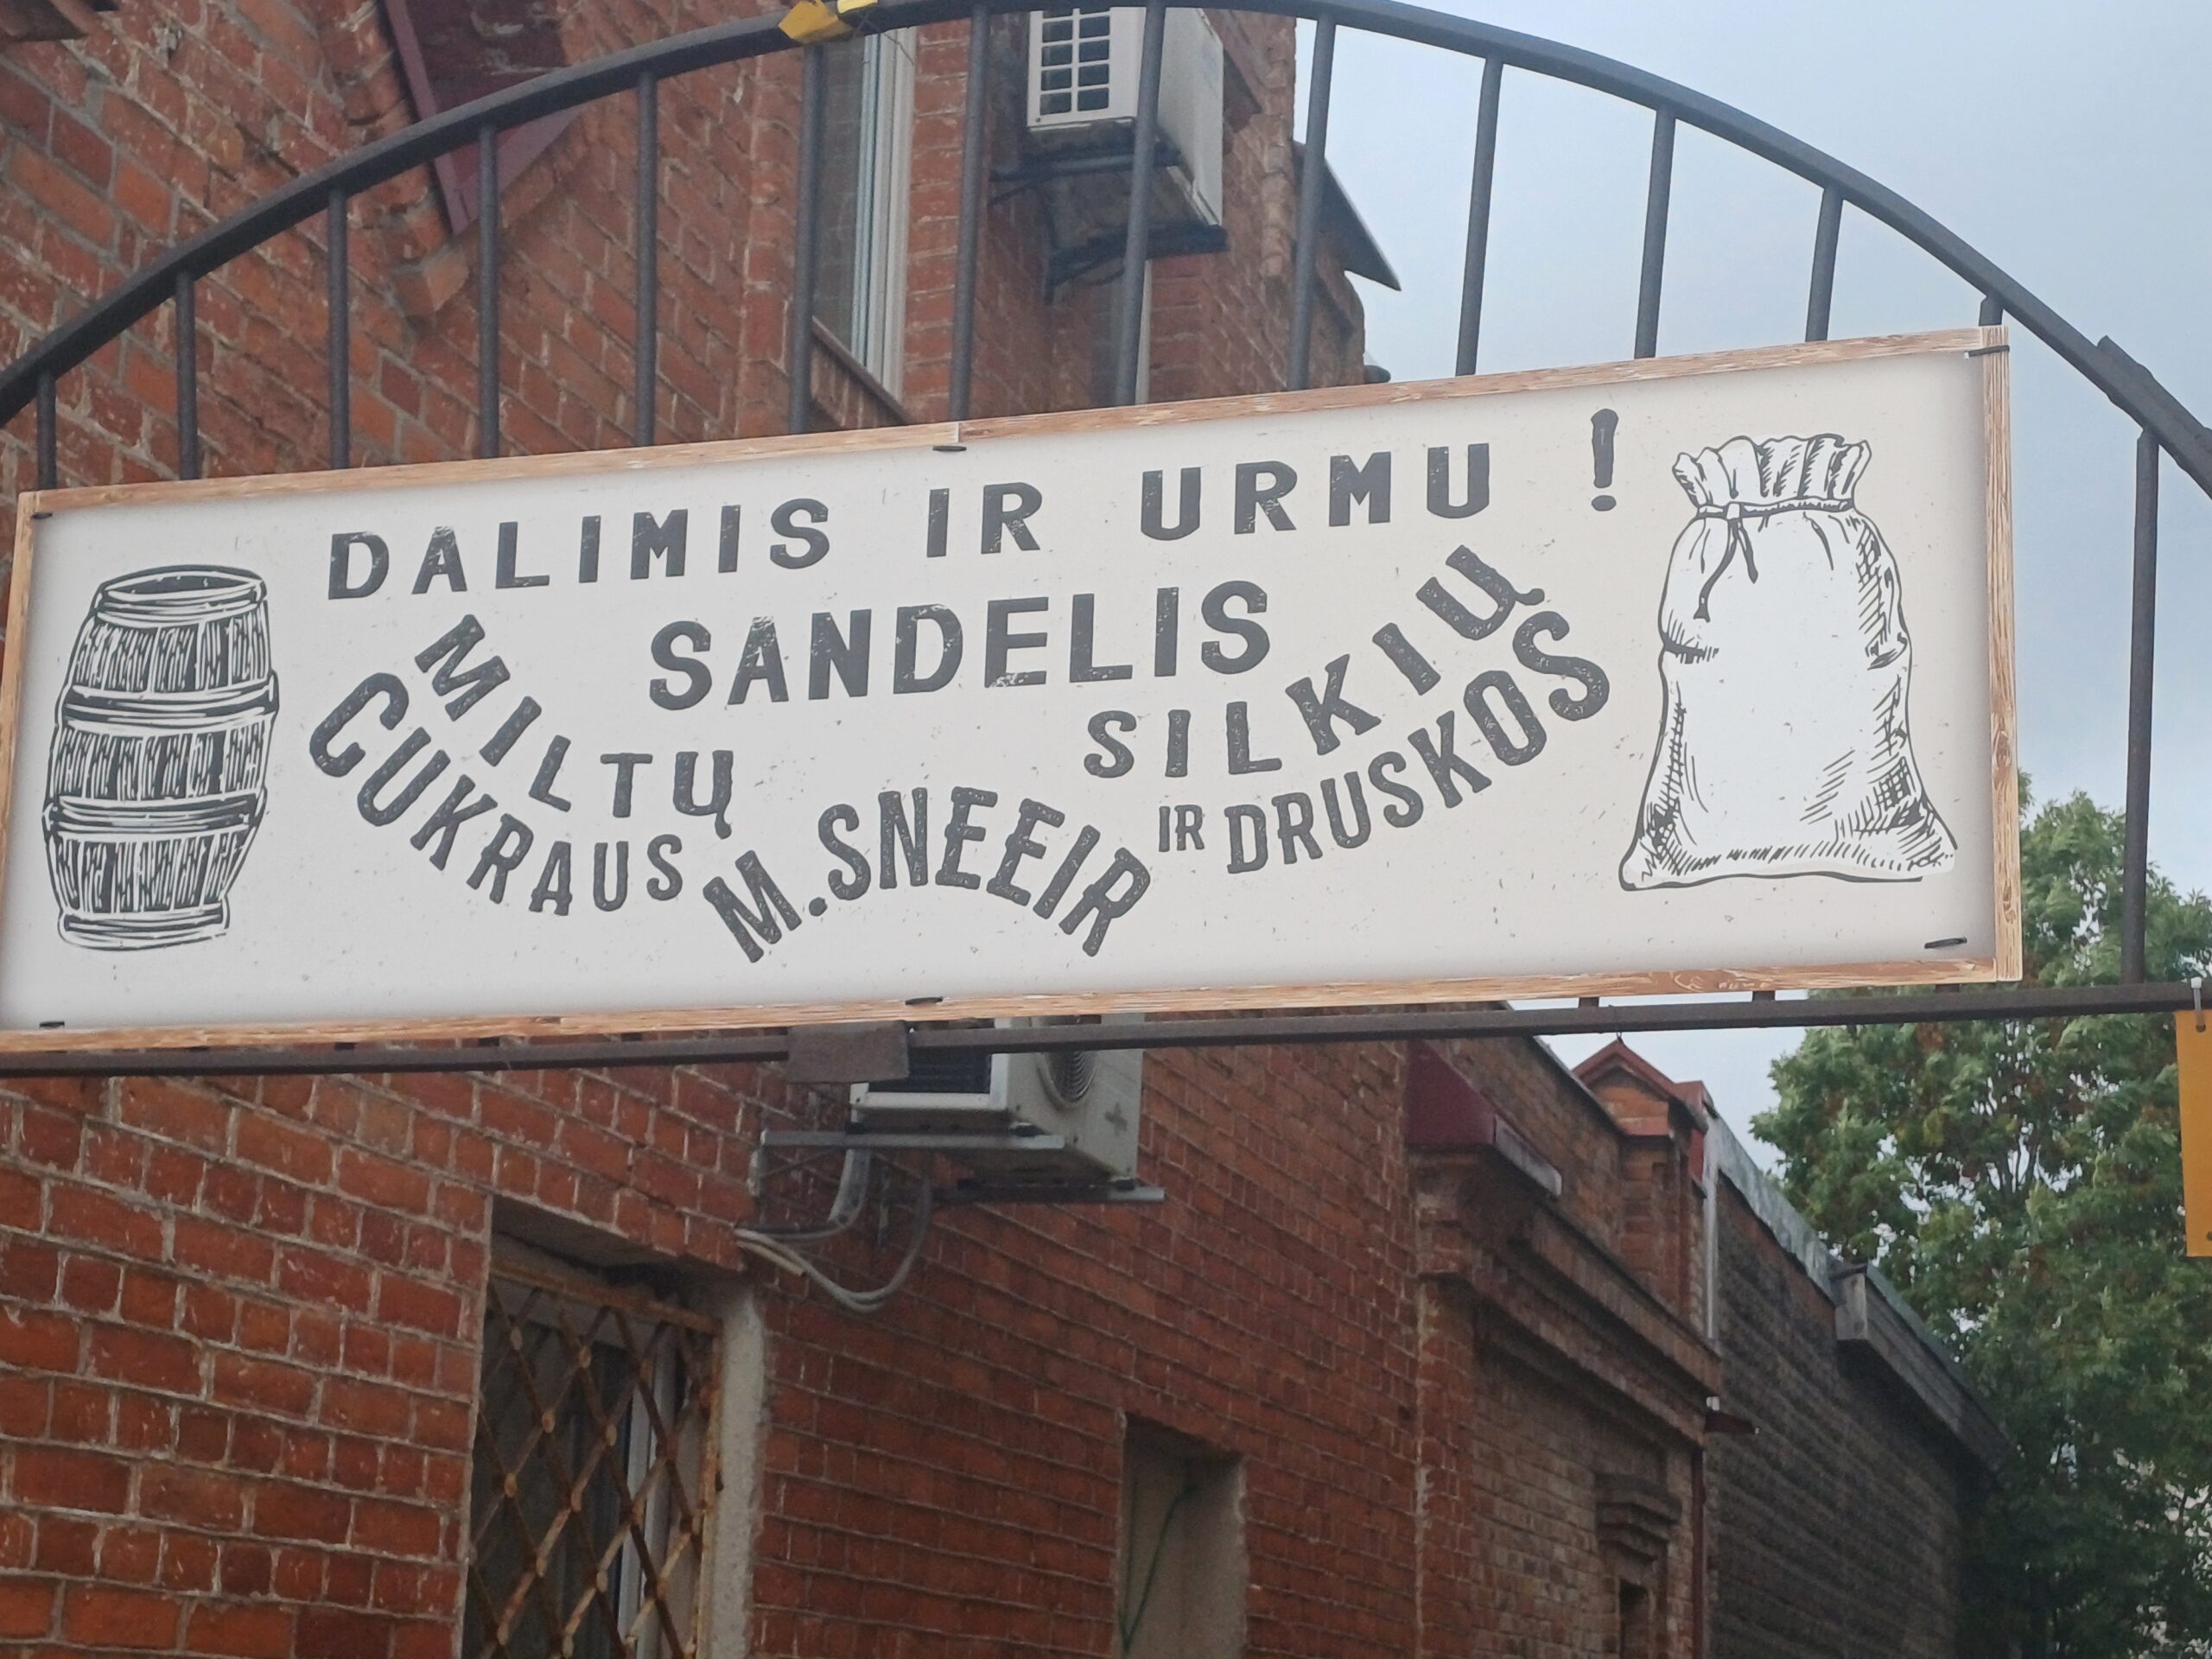 DALIMIS IR URMU !
SANDELIS
MILTŲ
SILKIŲ
CUKRAUS
IR DRUSKOS
M. SNEEIR